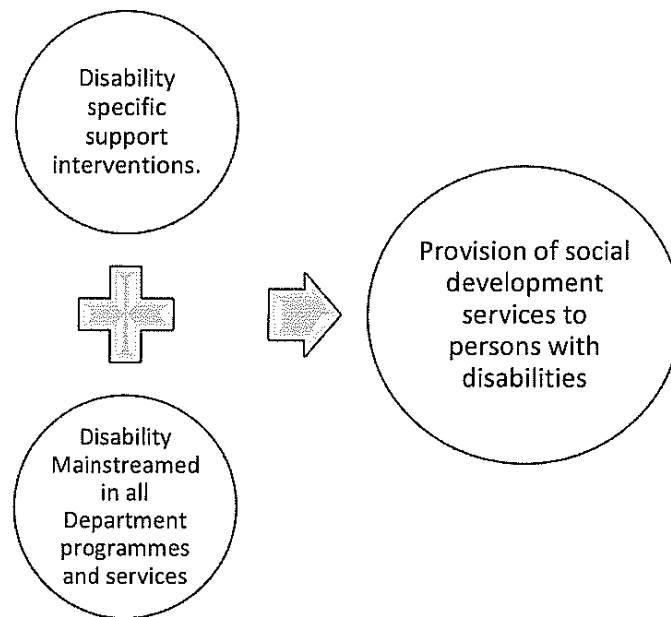 Disability
specific
support
interventions.
Provision of social
development
services to
persons with
disabilities
Disability
Mainstreamed
in all
Department
programmes
and services